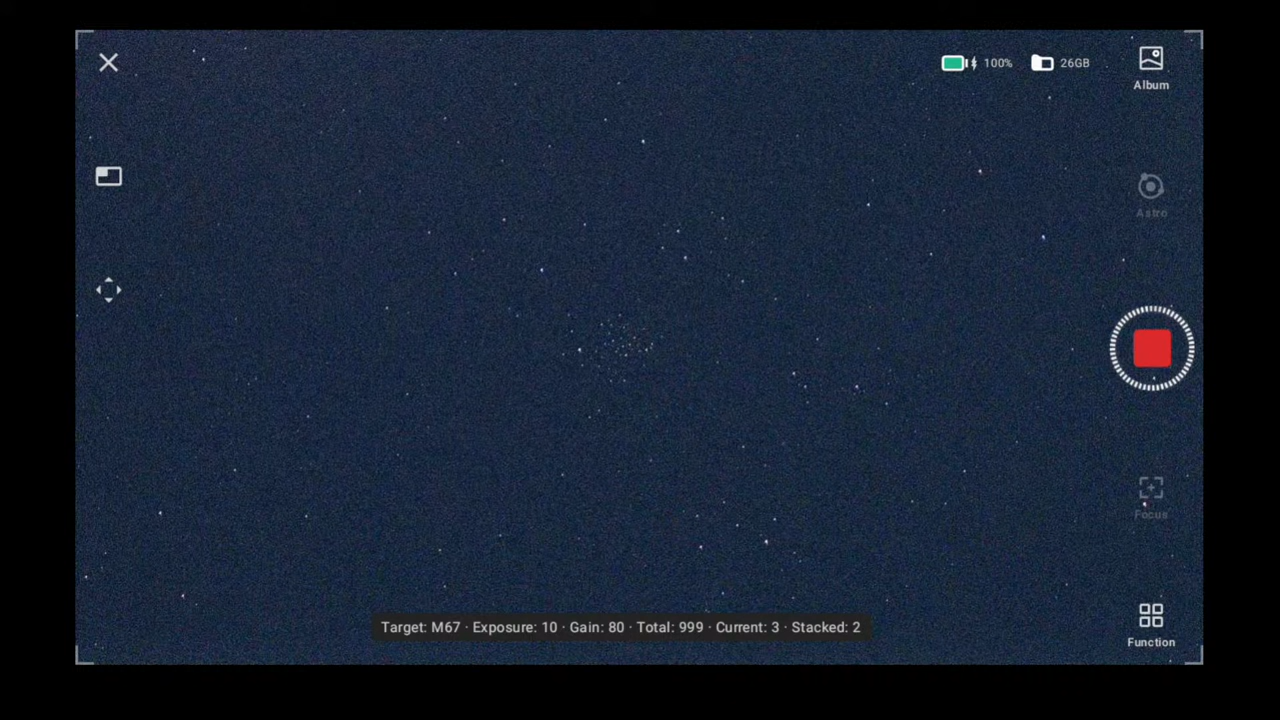 100%
26GB
Album
Astro
Focus
Target: M67 · Exposure: 10 · Gain: 80 · Total: 999 · Current: 3 · Stacked: 2
Function